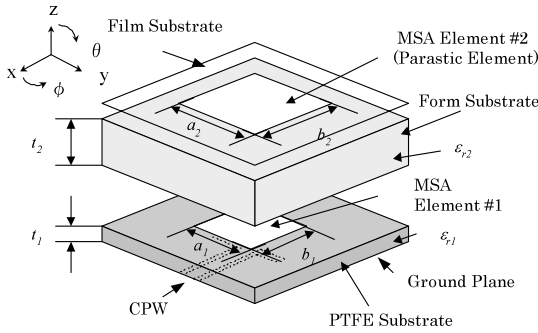 z
θ
x
y
ϕ
Film Substrate
MSA Element #2
(Parastic Element)
Form Substrate
a2
b2
t2
εr2
MSA
Element #1
t1
a1
b1
εr1
Ground Plane
CPW
PTFE Substrate